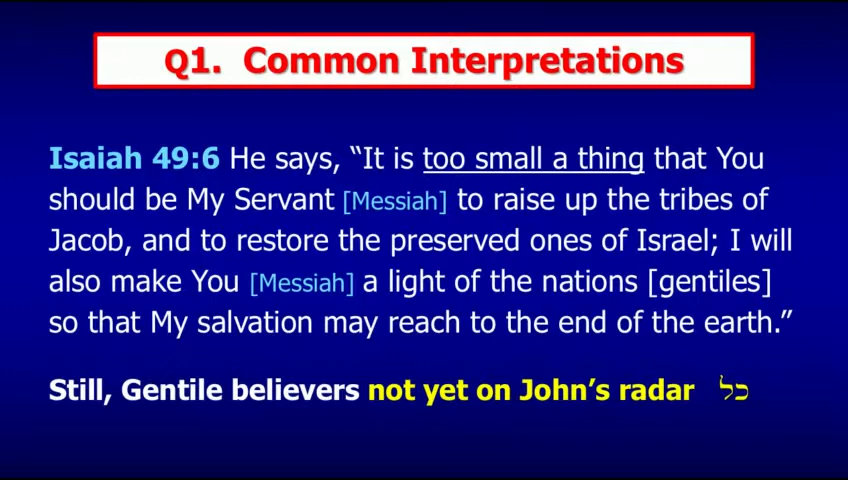 Q1. Common Interpretations
Isaiah 49:6 He says, “It is too small a thing that You
should be My Servant [Messiah] to raise up the tribes of
Jacob, and to restore the preserved ones of Israel; I will
also make You [Messiah] a light of the nations [gentiles]
so that My salvation may reach to the end of the earth.”
Still, Gentile believers not yet on John’s radar כל